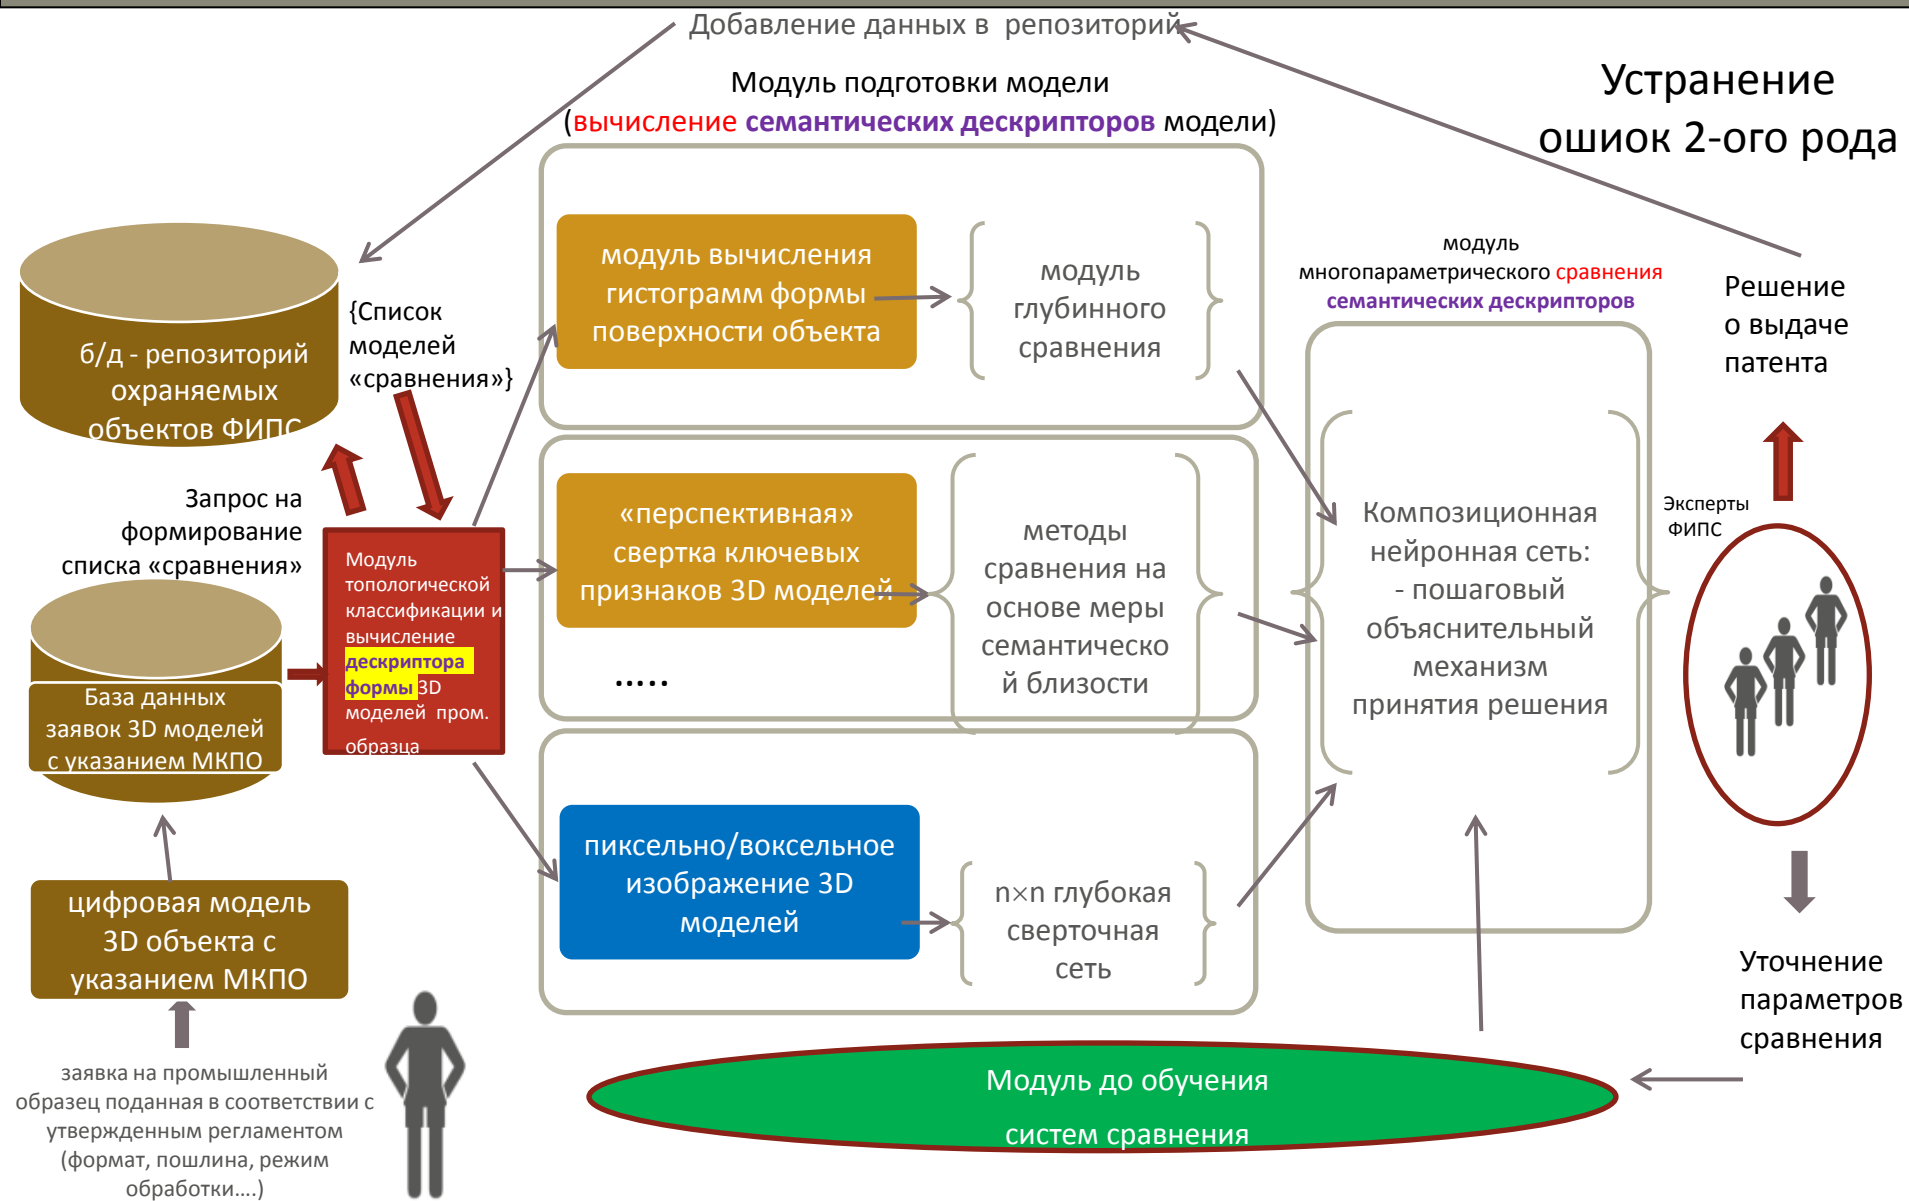 Добавление данных в репозиторий
Модуль подготовки модели
(вычисление семантических дескрипторов модели)
Устранение
ошиок 2-ого рода
б/д - репозиторий
охраняемых
объектов ФИПС
{Список
моделей
«сравнения»}
Запрос на
формирование
списка «сравнения»
База данных
заявок 3D моделей
с указанием МКПО
цифровая модель
3D объекта с
указанием МКПО
заявка на промышленный
образец поданная в соответствии с
утвержденным регламентом
(формат, пошлина, режим
обработки....)
Модуль
топологической
классификации и
вычисление
дескриптора
формы 3D
моделей пром.
образца
модуль вычисления
гистограмм формы
поверхности объекта
модуль
глубинного
сравнения
«перспективная»
свертка ключевых
признаков 3D моделей
.....
методы
сравнения на
основе меры
семантическо
й близости
пиксельно/воксельное
изображение 3D
моделей
n×n глубокая
сверточная
сеть
модуль
многопараметрического сравнения
семантических дескрипторов
Композиционная
нейронная сеть:
- пошаговый
объяснительный
механизм
принятия решения
Решение
о выдаче
патента
Эксперты
ФИПС
Уточнение
параметров
сравнения
Модуль до обучения
систем сравнения